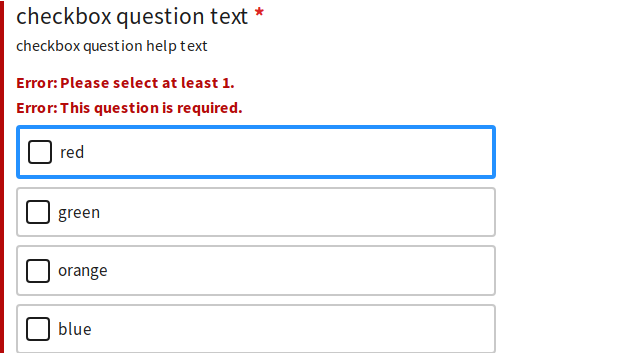 checkbox question text *
checkbox question help text
Error: Please select at least 1.
Error: This question is required.
red
green
orange
blue